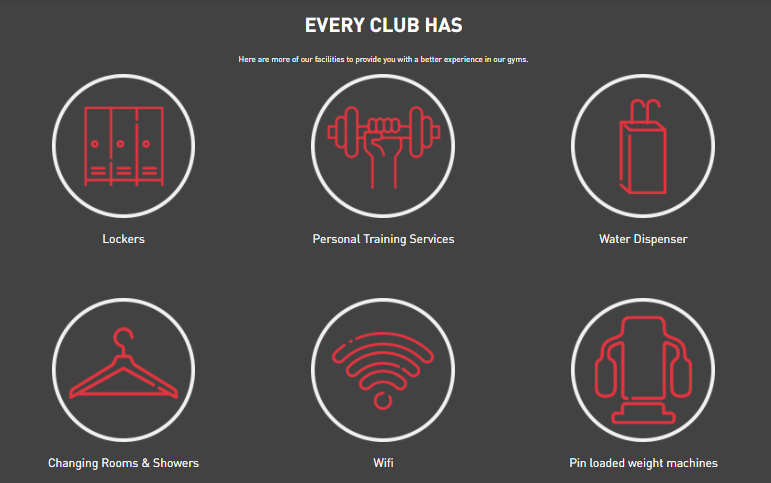 EVERY CLUB HAS
Here are more of our facilities to provide you with a better experience in our gyms.
Lockers
Personal Training Services
Water Dispenser
Changing Rooms & Showers
Wifi
Pin loaded weight machines